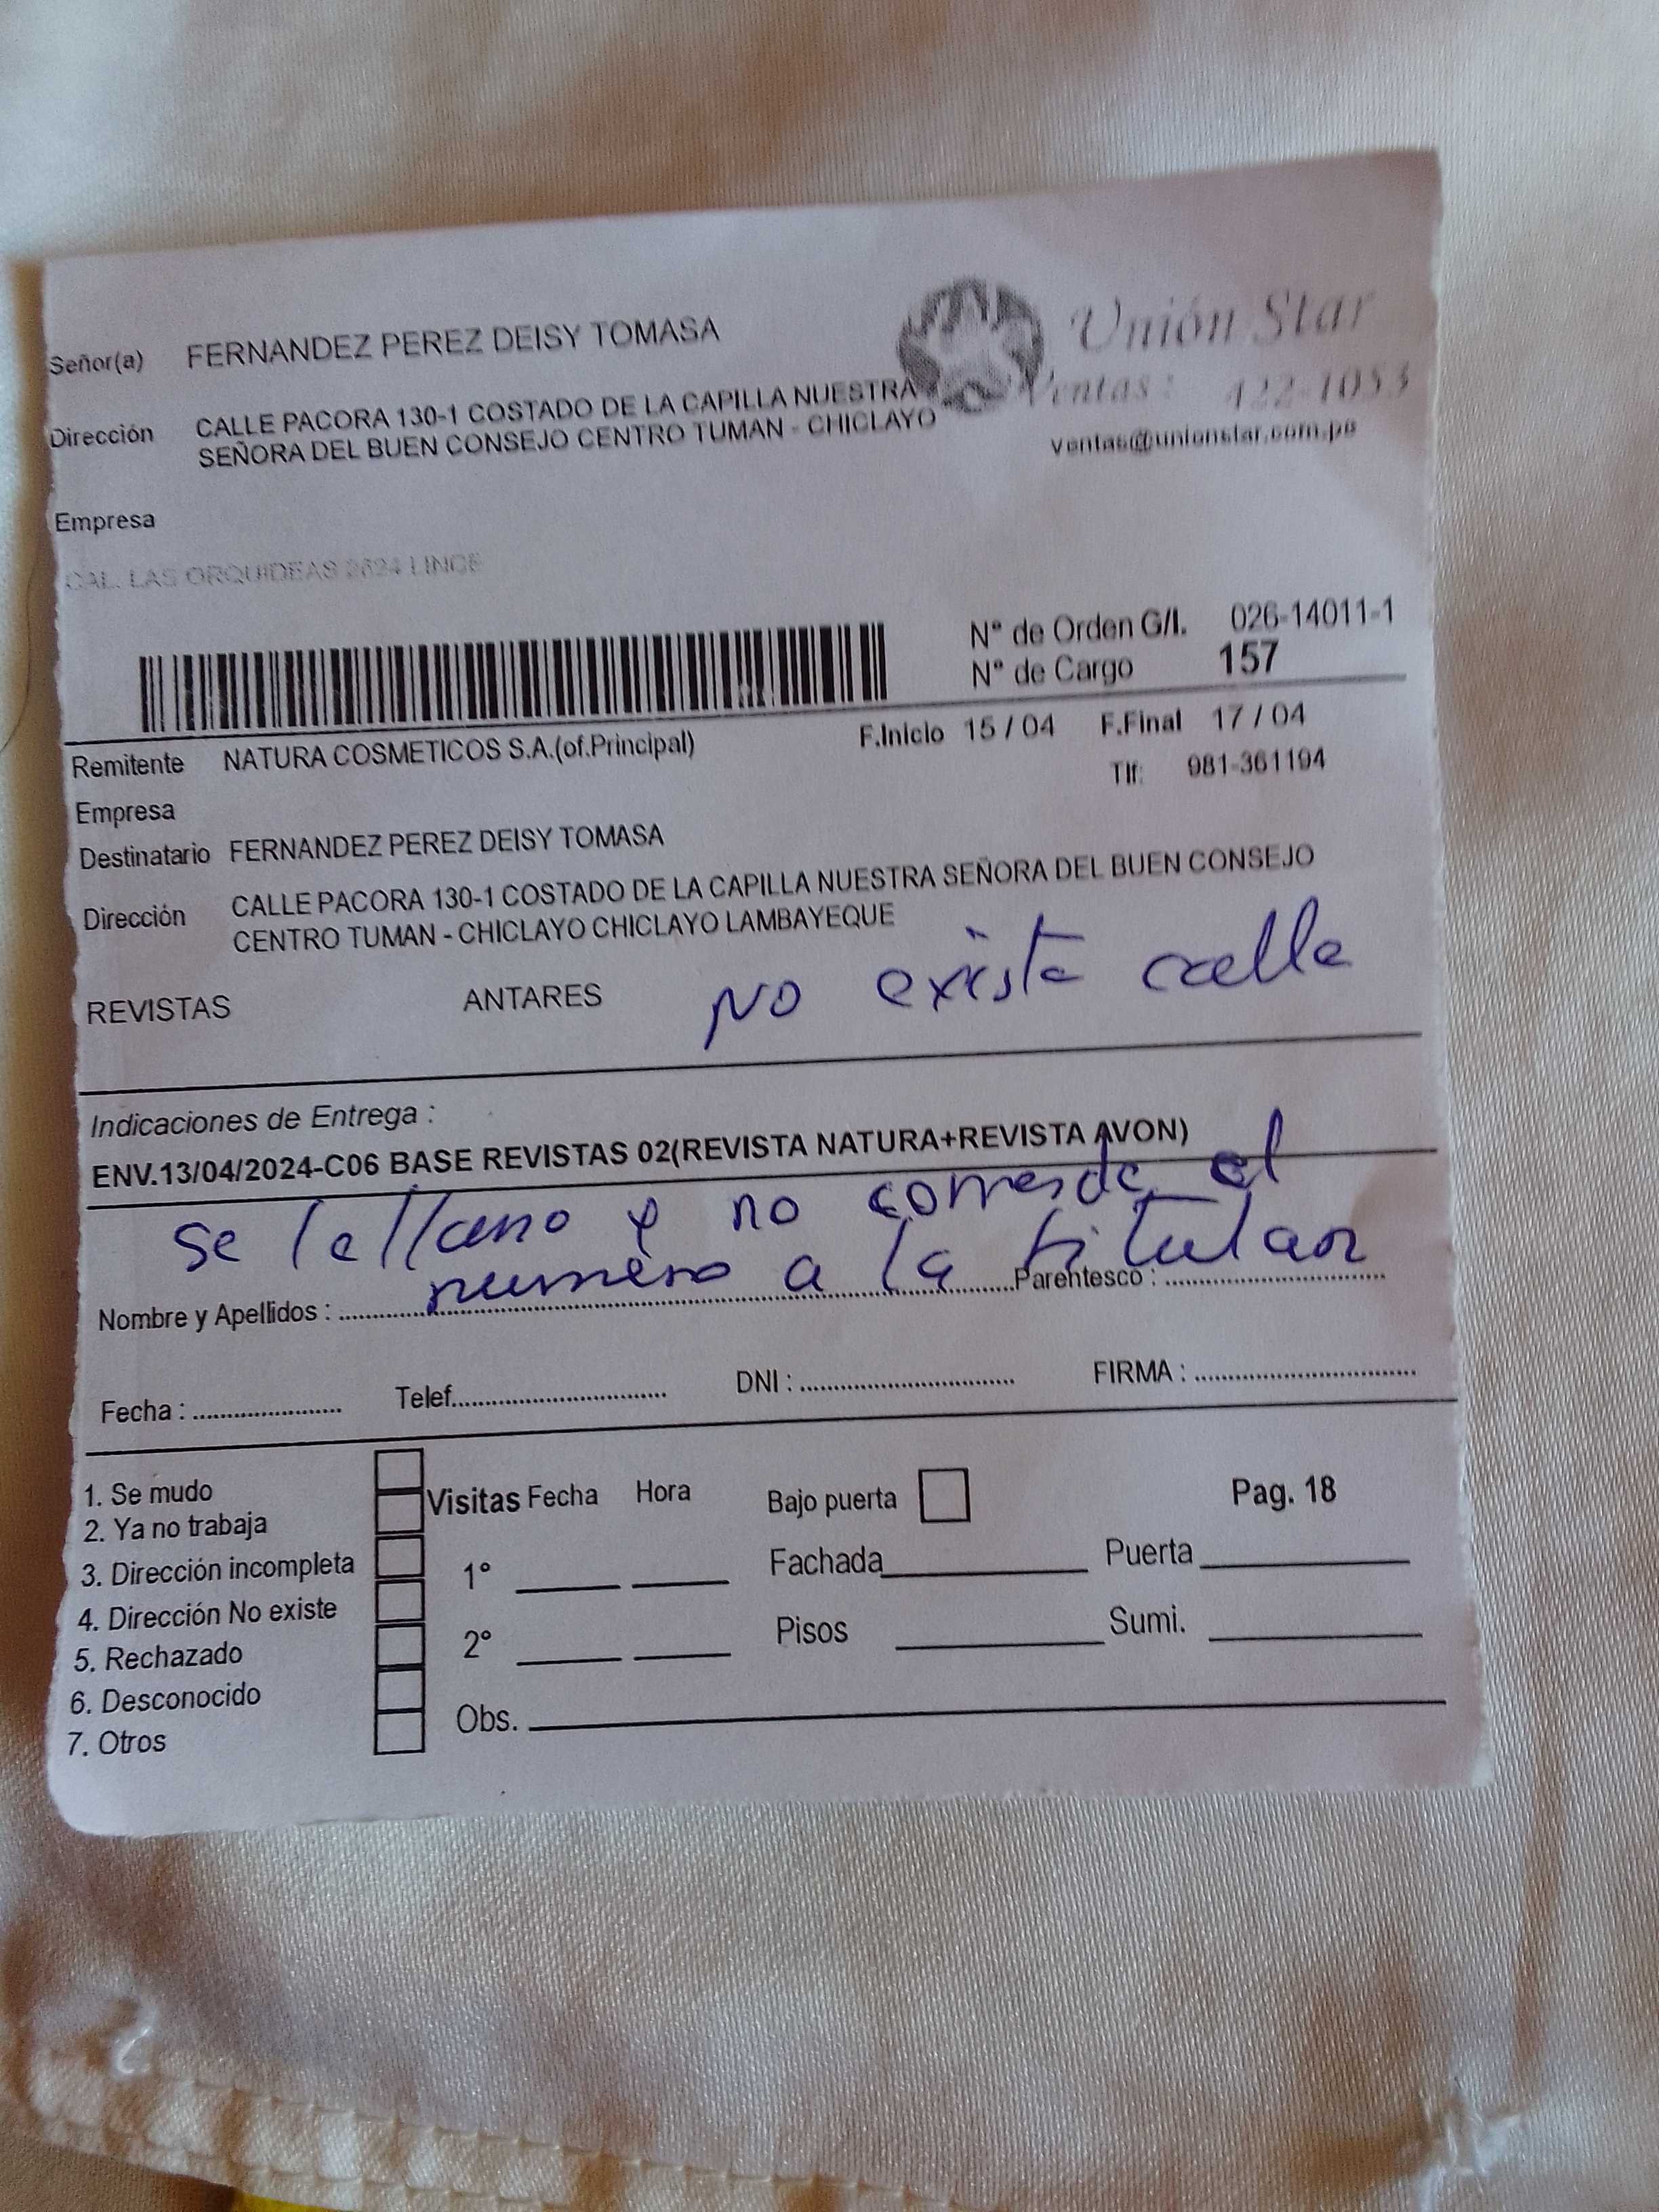 Señor(a) FERNANDEZ PEREZ DEISY TOMASA
Unión Star
Ventas: 422-1053
ventas@unionstar.com.pe
Dirección CALLE PACORA 130-1 COSTADO DE LA CAPILLA NUESTRA
SEÑORA DEL BUEN CONSEJO CENTRO TUMAN - CHICLAYO
Empresa
CAL. LAS ORQUIDEAS 2624 LINCE
N° de Orden G/I. 026-14011-1
N° de Cargo 157
Remitente NATURA COSMETICOS S.A.(of.Principal) F.Inicio 15 / 04 F.Final 17 / 04
Tlf: 981-361194
Empresa
Destinatario FERNANDEZ PEREZ DEISY TOMASA
Dirección CALLE PACORA 130-1 COSTADO DE LA CAPILLA NUESTRA SEÑORA DEL BUEN CONSEJO
CENTRO TUMAN - CHICLAYO CHICLAYO LAMBAYEQUE
REVISTAS ANTARES NO existe calle
Indicaciones de Entrega :
ENV.13/04/2024-C06 BASE REVISTAS 02(REVISTA NATURA+REVISTA AVON)
se le llamo y no corresde el
numero a la titular
Nombre y Apellidos : Parentesco :
Fecha : Telef. DNI : FIRMA :
1. Se mudo Visitas Fecha Hora Bajo puerta Pag. 18
2. Ya no trabaja
3. Dirección incompleta 1° Fachada Puerta
4. Dirección No existe
5. Rechazado 2° Pisos Sumi.
6. Desconocido
7. Otros Obs.